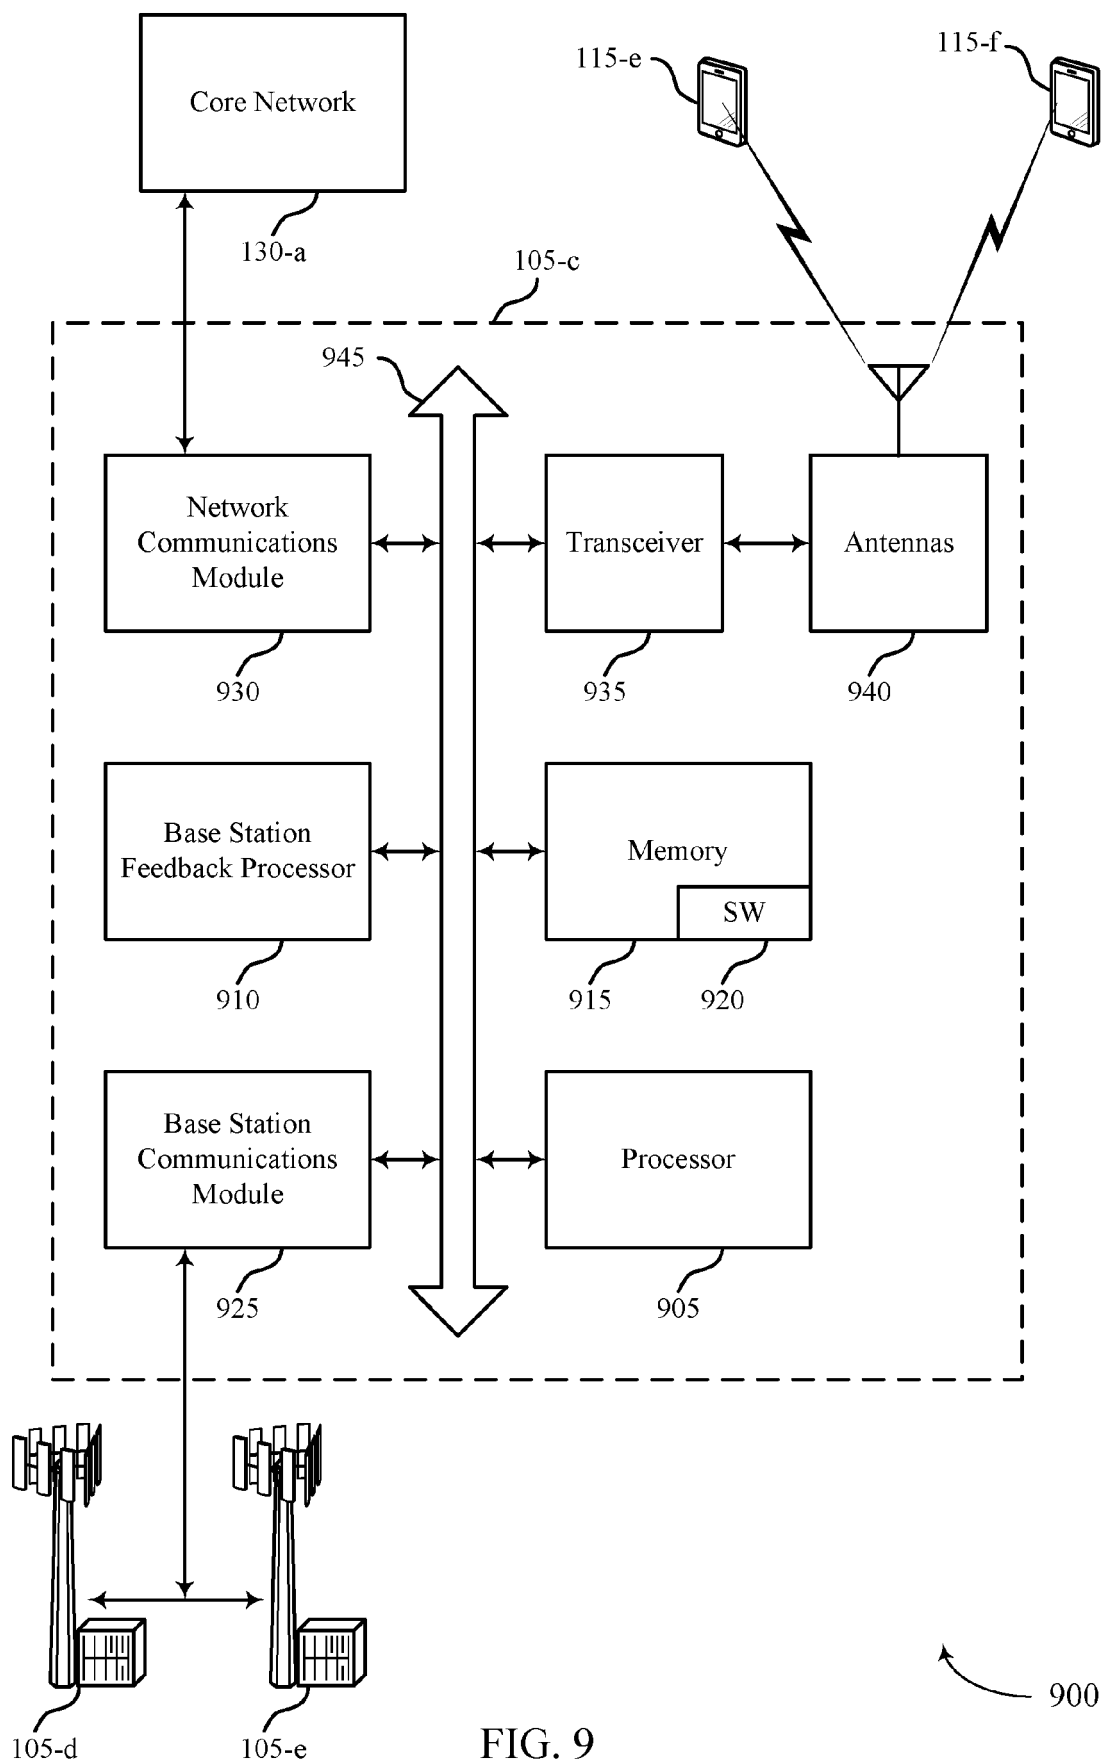 115-e
115-f
Core Network
130-a
105-c
945
Network
Communications
Module
Transceiver
Antennas
930
935
940
Base Station
Feedback Processor
Memory
SW
910
915
920
Base Station
Communications
Module
Processor
925
905
900
105-d
105-e
FIG. 9